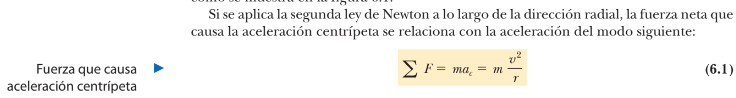 como se muestra en la figura 6.1.
Si se aplica la segunda ley de Newton a lo largo de la dirección radial, la fuerza neta que
causa la aceleración centrípeta se relaciona con la aceleración del modo siguiente:
Fuerza que causa
aceleración centrípeta
∑ F = ma_c = m v²/r (6.1)